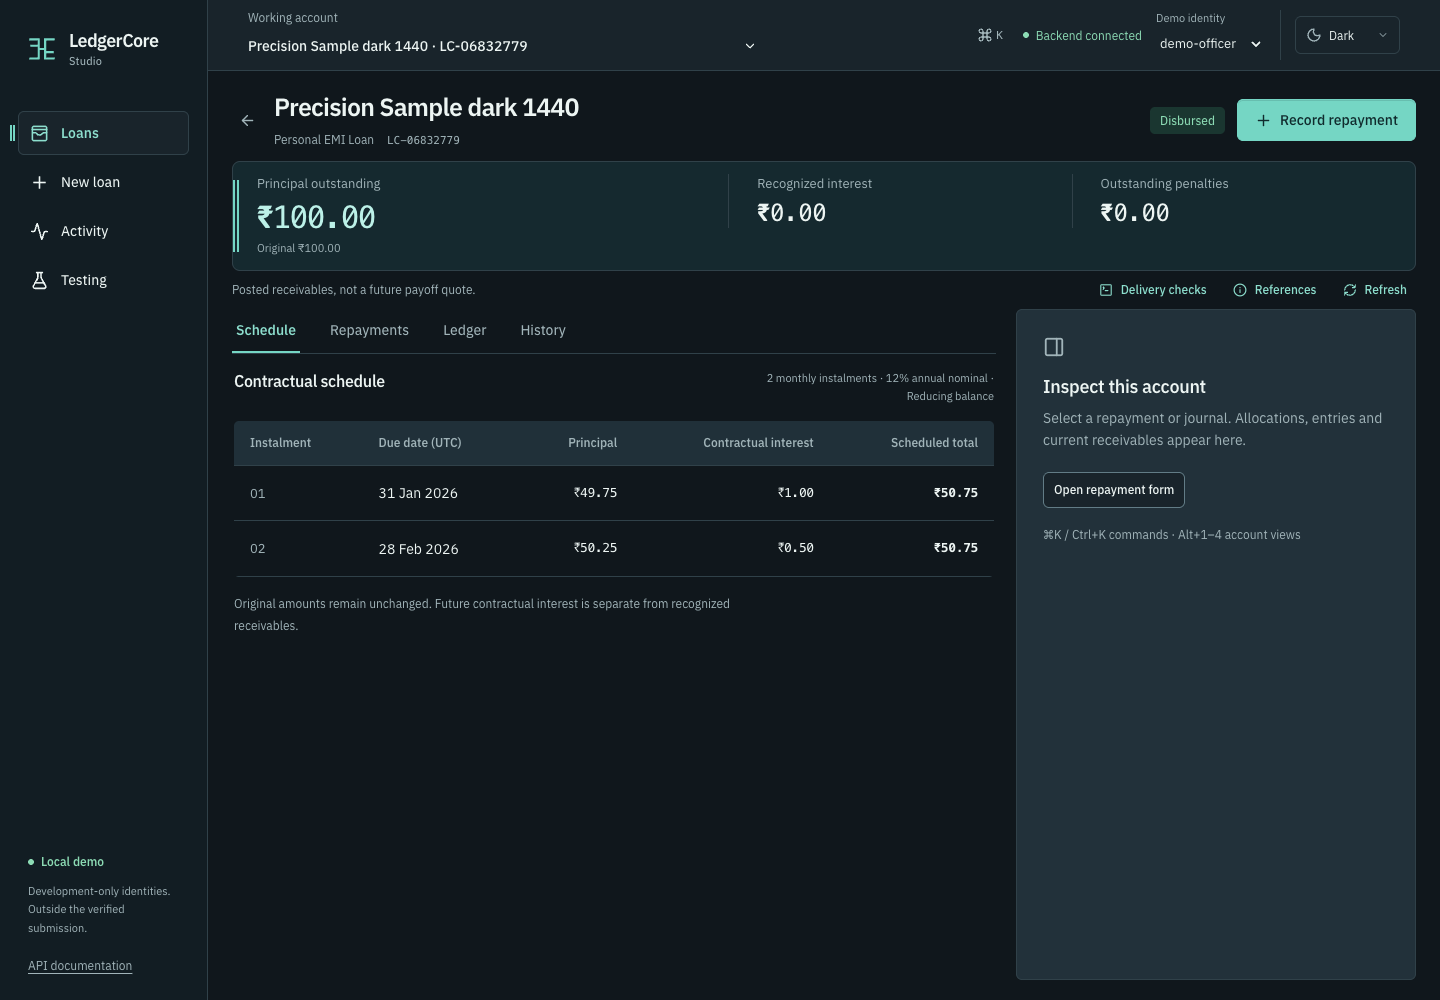 LedgerCore
Studio
Loans
New loan
Activity
Testing
Local demo
Development-only identities.
Outside the verified
submission.
API documentation
Working account
Precision Sample dark 1440 · LC-06832779
⌘ K
Backend connected
Demo identity
demo-officer
Dark
Precision Sample dark 1440
Personal EMI Loan LC-06832779
Disbursed
Record repayment
Principal outstanding
₹100.00
Original ₹100.00
Recognized interest
₹0.00
Outstanding penalties
₹0.00
Posted receivables, not a future payoff quote.
Delivery checks
References
Refresh
Schedule Repayments Ledger History
Contractual schedule
2 monthly instalments · 12% annual nominal ·
Reducing balance
Instalment Due date (UTC) Principal Contractual interest Scheduled total
01 31 Jan 2026 ₹49.75 ₹1.00 ₹50.75
02 28 Feb 2026 ₹50.25 ₹0.50 ₹50.75
Original amounts remain unchanged. Future contractual interest is separate from recognized
receivables.
Inspect this account
Select a repayment or journal. Allocations, entries and
current receivables appear here.
Open repayment form
⌘K / Ctrl+K commands · Alt+1–4 account views